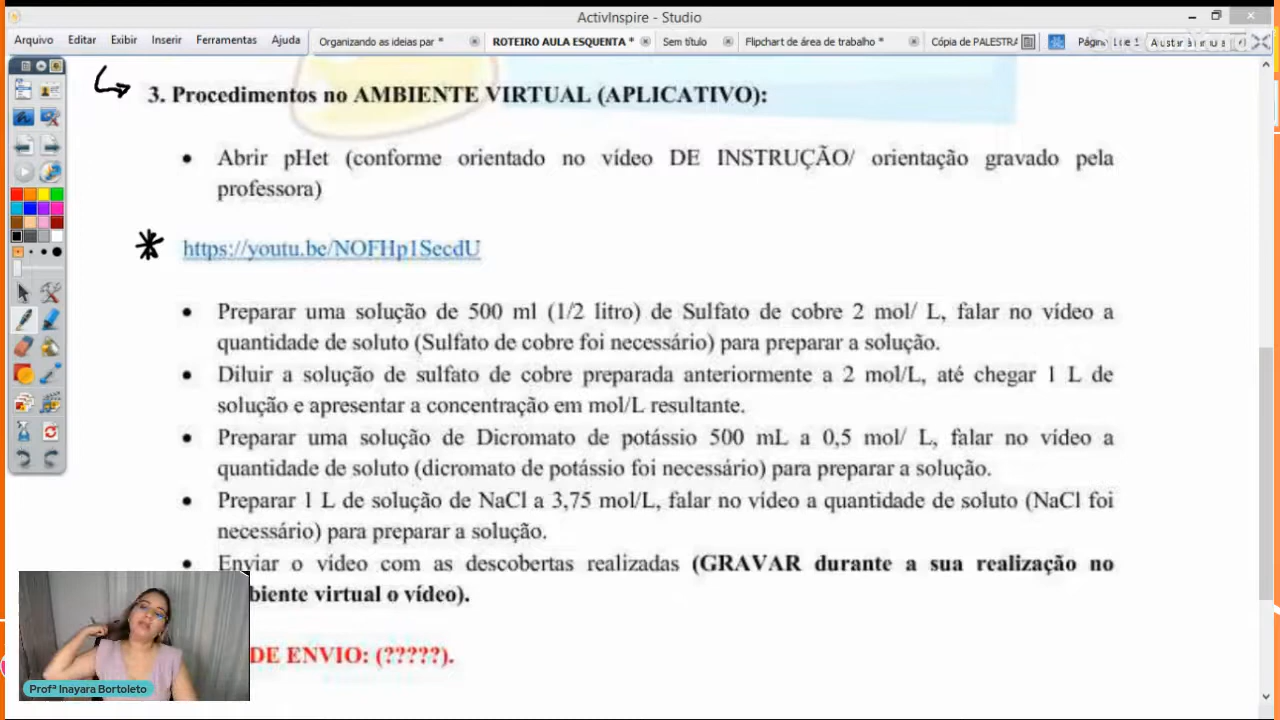 ActivInspire - Studio
Arquivo Editar Exibir Inserir Ferramentas Ajuda
Organizando as ideias par * ROTEIRO AULA ESQUENTA * Sem título Flipchart de área de trabalho * Cópia de PALESTRA
3. Procedimentos no AMBIENTE VIRTUAL (APLICATIVO):
• Abrir pHet (conforme orientado no vídeo DE INSTRUÇÃO/ orientação gravado pela
professora)
https://youtu.be/NOFHp1SecdU
• Preparar uma solução de 500 ml (1/2 litro) de Sulfato de cobre 2 mol/ L, falar no vídeo a
quantidade de soluto (Sulfato de cobre foi necessário) para preparar a solução.
• Diluir a solução de sulfato de cobre preparada anteriormente a 2 mol/L, até chegar 1 L de
solução e apresentar a concentração em mol/L resultante.
• Preparar uma solução de Dicromato de potássio 500 mL a 0,5 mol/ L, falar no vídeo a
quantidade de soluto (dicromato de potássio foi necessário) para preparar a solução.
• Preparar 1 L de solução de NaCl a 3,75 mol/L, falar no vídeo a quantidade de soluto (NaCl foi
necessário) para preparar a solução.
• Enviar o vídeo com as descobertas realizadas (GRAVAR durante a sua realização no
biente virtual o vídeo).
DE ENVIO: (?????).
Profª Inayara Bortoleto